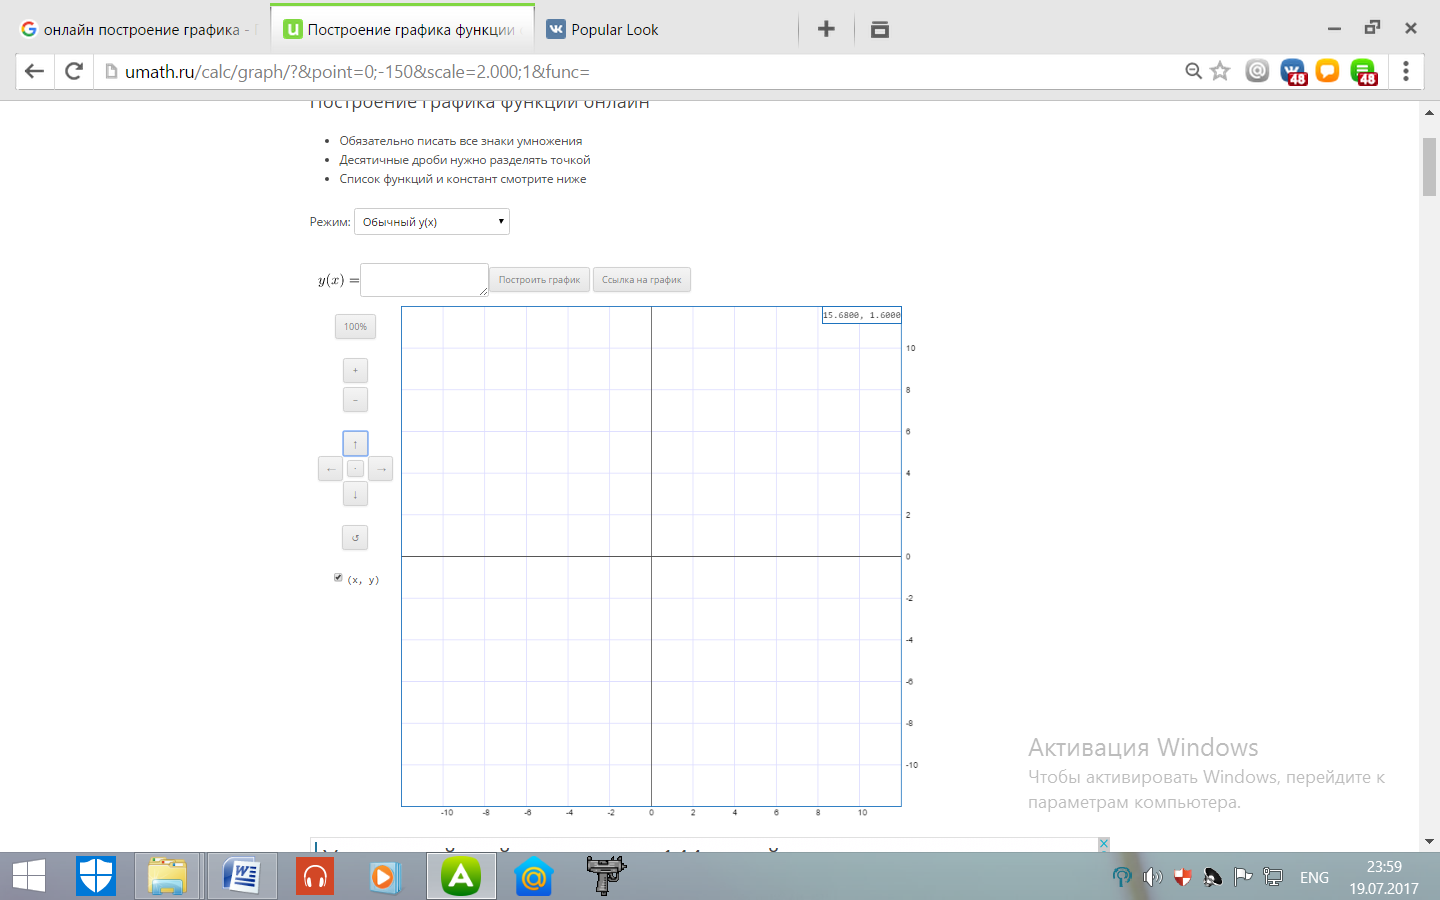 онлайн построение графика -
Построение графика функции
Popular Look
umath.ru/calc/graph/?&point=0;-150&scale=2.000;1&func=
48
48
Построение графика функции онлайн
Обязательно писать все знаки умножения
Десятичные дроби нужно разделять точкой
Список функций и констант смотрите ниже
Режим: Обычный y(x)
y(x) = Построить график Ссылка на график
100%
15.6800, 1.6000
+
−
↑
← · →
↓
↺
(x, y)
10
8
6
4
2
0
-2
-4
-6
-8
-10
-10 -8 -6 -4 -2 0 2 4 6 8 10
Активация Windows
Чтобы активировать Windows, перейдите к
параметрам компьютера.
ENG
23:59
19.07.2017